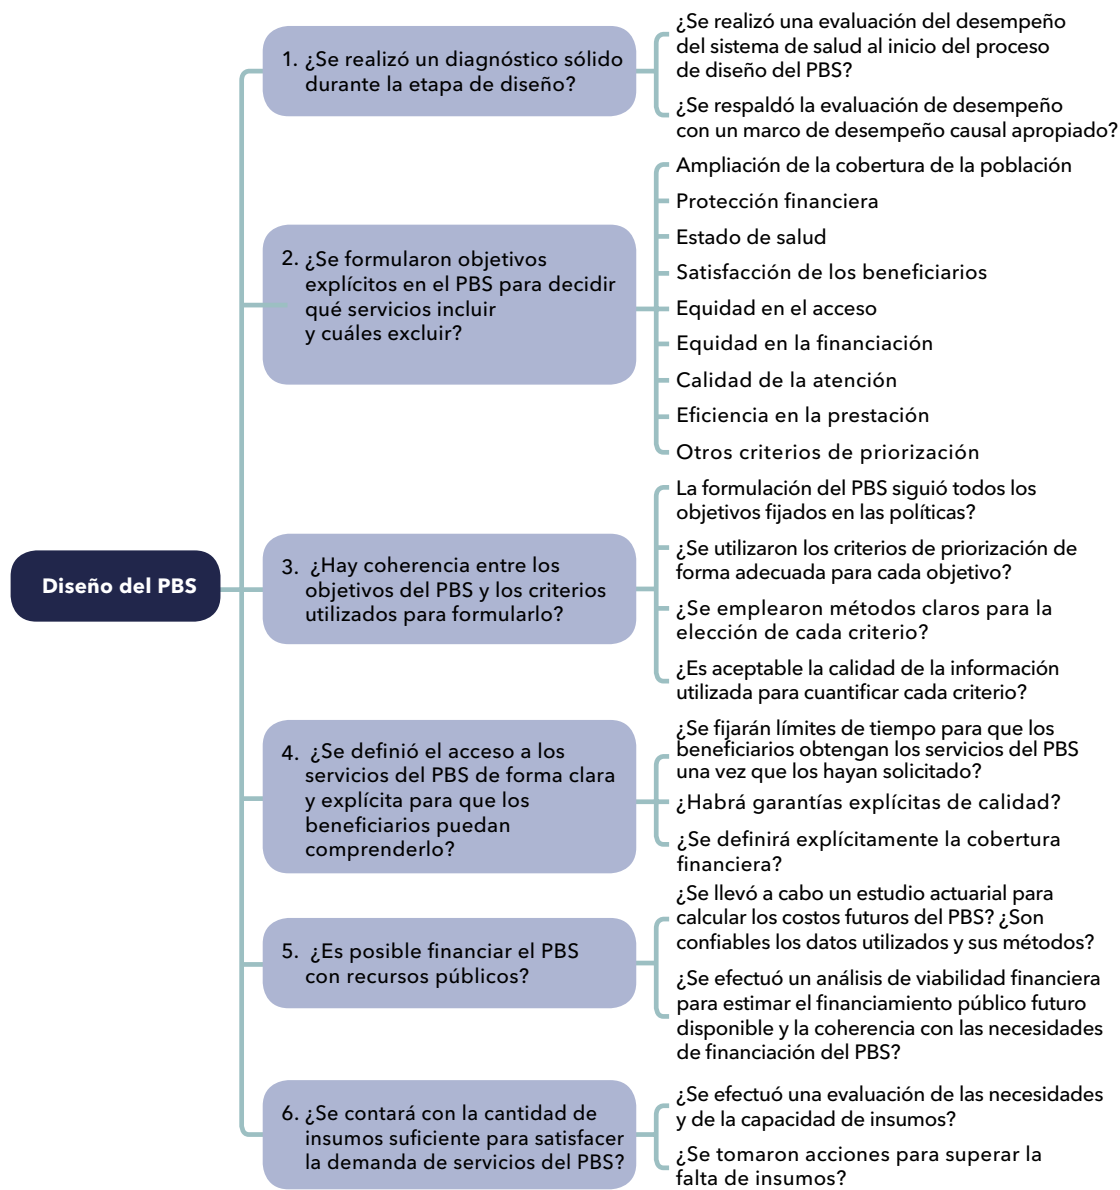 Diseño del PBS
1. ¿Se realizó un diagnóstico sólido
durante la etapa de diseño?
¿Se realizó una evaluación del desempeño
del sistema de salud al inicio del proceso
de diseño del PBS?
¿Se respaldó la evaluación de desempeño
con un marco de desempeño causal apropiado?
2. ¿Se formularon objetivos
explícitos en el PBS para decidir
qué servicios incluir
y cuáles excluir?
Ampliación de la cobertura de la población
Protección financiera
Estado de salud
Satisfacción de los beneficiarios
Equidad en el acceso
Equidad en la financiación
Calidad de la atención
Eficiencia en la prestación
Otros criterios de priorización
3. ¿Hay coherencia entre los
objetivos del PBS y los criterios
utilizados para formularlo?
La formulación del PBS siguió todos los
objetivos fijados en las políticas?
¿Se utilizaron los criterios de priorización de
forma adecuada para cada objetivo?
¿Se emplearon métodos claros para la
elección de cada criterio?
¿Es aceptable la calidad de la información
utilizada para cuantificar cada criterio?
4. ¿Se definió el acceso a los
servicios del PBS de forma clara
y explícita para que los
beneficiarios puedan
comprenderlo?
¿Se fijarán límites de tiempo para que los
beneficiarios obtengan los servicios del PBS
una vez que los hayan solicitado?
¿Habrá garantías explícitas de calidad?
¿Se definirá explícitamente la cobertura
financiera?
5. ¿Es posible financiar el PBS
con recursos públicos?
¿Se llevó a cabo un estudio actuarial para
calcular los costos futuros del PBS? ¿Son
confiables los datos utilizados y sus métodos?
¿Se efectuó un análisis de viabilidad financiera
para estimar el financiamiento público futuro
disponible y la coherencia con las necesidades
de financiación del PBS?
6. ¿Se contará con la cantidad de
insumos suficiente para satisfacer
la demanda de servicios del PBS?
¿Se efectuó una evaluación de las necesidades
y de la capacidad de insumos?
¿Se tomaron acciones para superar la
falta de insumos?